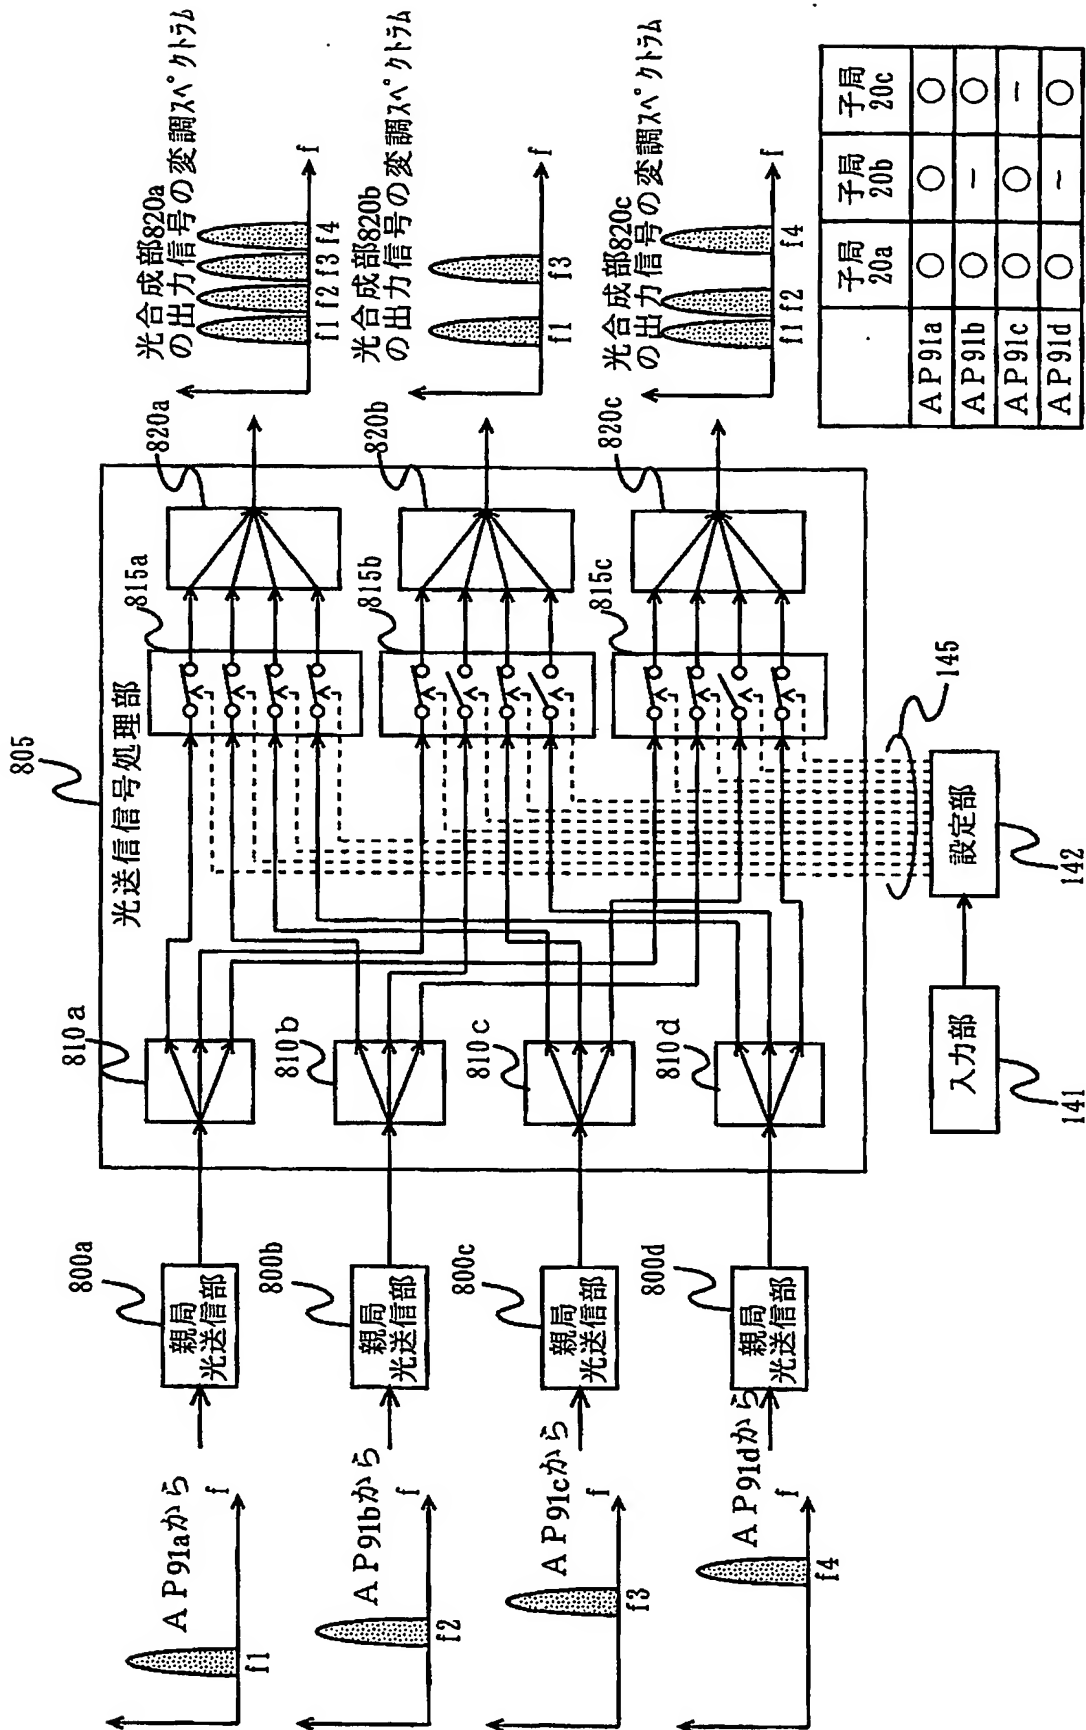 805
光送信信号処理部
AP91aから
f
f1
800a
親局
光送信部
810a
815a
820a
光合成部820a
の出力信号の変調スペクトラム
f
f1 f2 f3 f4
AP91bから
f
f2
800b
親局
光送信部
810b
815b
820b
光合成部820b
の出力信号の変調スペクトラム
f
f1
f3
AP91cから
f
f3
800c
親局
光送信部
810c
815c
820c
光合成部820c
の出力信号の変調スペクトラム
f
f1 f2
f4
AP91dから
f
f4
800d
親局
光送信部
810d
145
入力部
141
設定部
142
子局 子局 子局
20a 20b 20c
AP91a ○ ○ ○
AP91b ○ - ○
AP91c ○ ○ -
AP91d ○ - ○